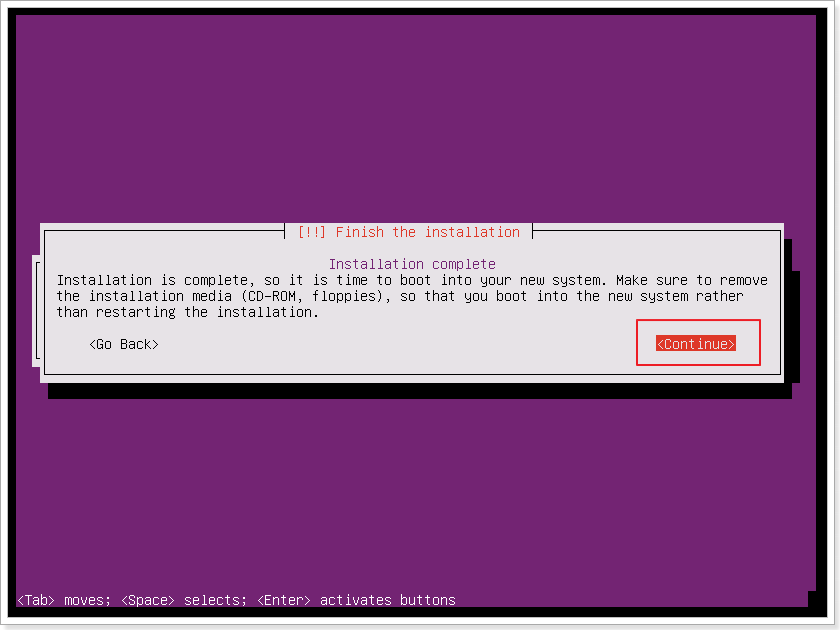 [!!] Finish the installation
Installation complete
Installation is complete, so it is time to boot into your new system. Make sure to remove
the installation media (CD-ROM, floppies), so that you boot into the new system rather
than restarting the installation.
<Go Back> <Continue>
<Tab> moves; <Space> selects; <Enter> activates buttons